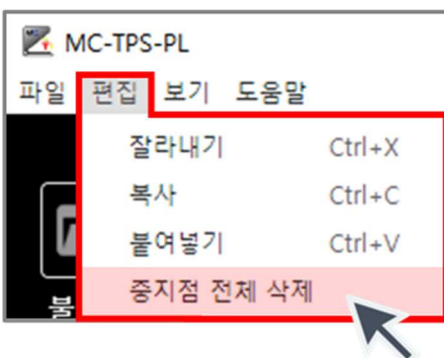 MC-TPS-PL
파일 편집 보기 도움말
잘라내기 Ctrl+X
복사 Ctrl+C
붙여넣기 Ctrl+V
중지점 전체 삭제
불